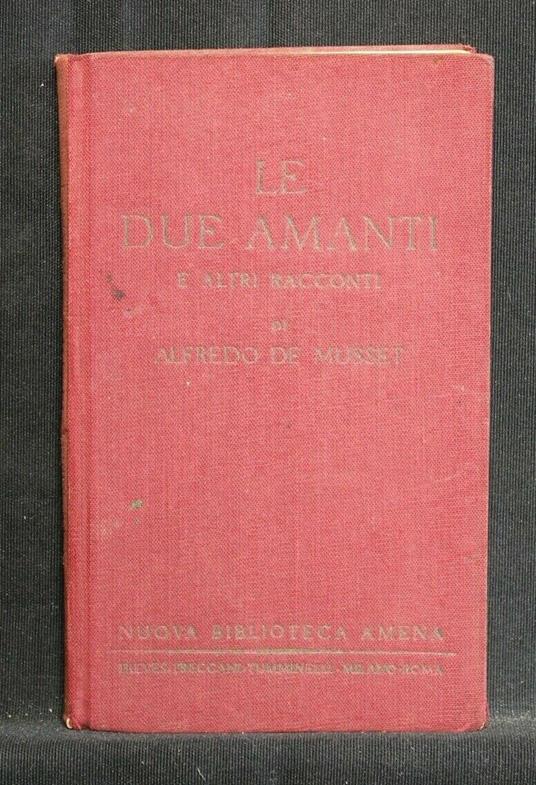 LE
DUE AMANTI
E ALTRI RACCONTI
DI
ALFREDO DE MUSSET
NUOVA BIBLIOTECA AMENA
TREVES-TRECCANI-TUMMINELLI - MILANO-ROMA